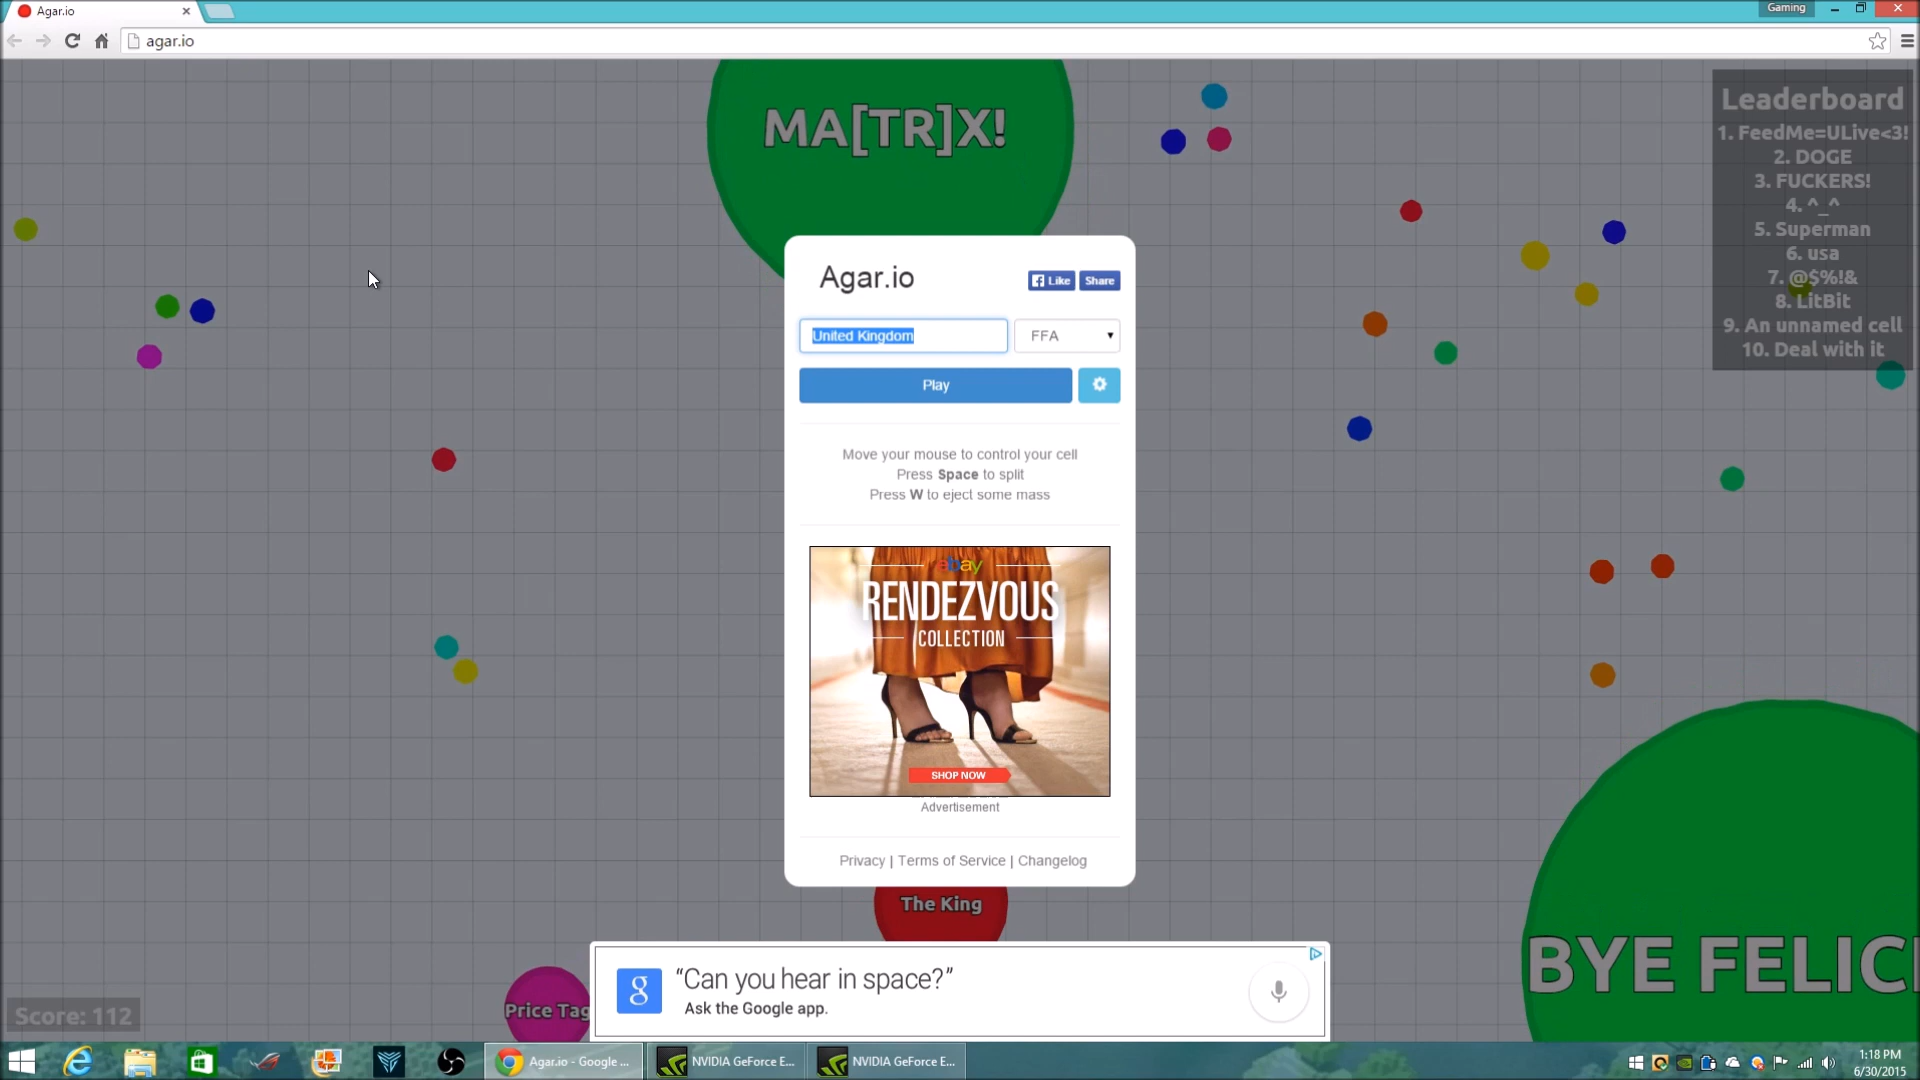 Agar.io
Gaming
agar.io
MA[TR]X!
Leaderboard
1. FeedMe=ULive<3!
2. DOGE
3. FUCKERS!
4. ^_^
5. Superman
6. usa
7. @$%!&
8. LitBit
9. An unnamed cell
10. Deal with it
Agar.io
Like
Share
United Kingdom
FFA
Play
Move your mouse to control your cell
Press Space to split
Press W to eject some mass
ebay
RENDEZVOUS
COLLECTION
SHOP NOW
Advertisement
Privacy | Terms of Service | Changelog
The King
BYE FELIC
Price Tag
“Can you hear in space?”
Ask the Google app.
Score: 112
Agar.io - Google ...
NVIDIA GeForce E...
NVIDIA GeForce E...
1:18 PM
6/30/2015